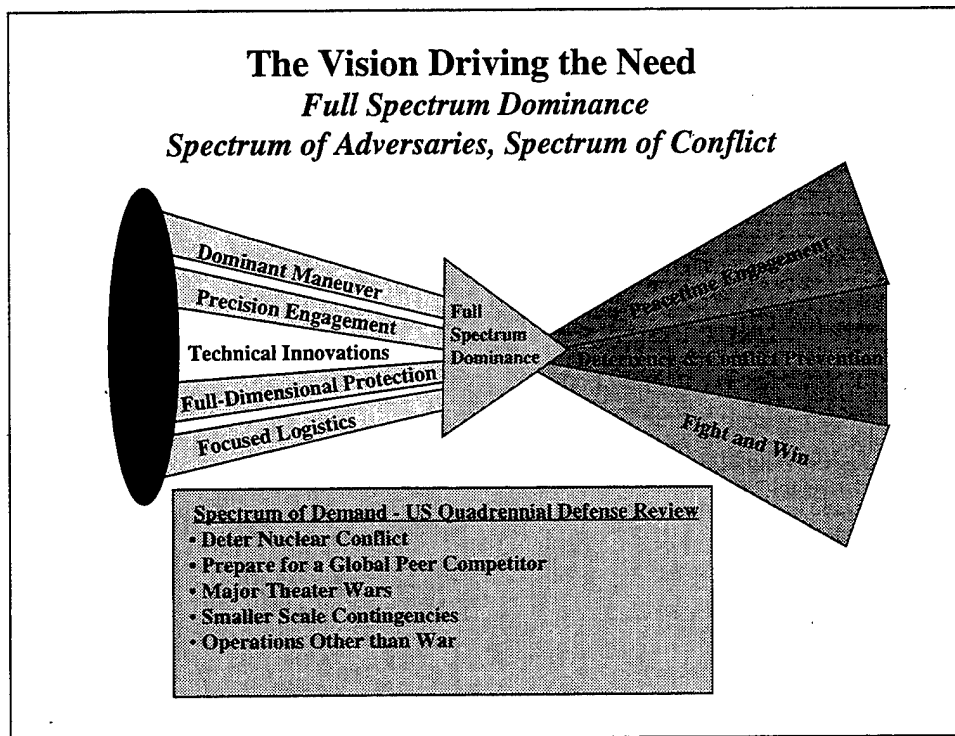 The Vision Driving the Need
Full Spectrum Dominance
Spectrum of Adversaries, Spectrum of Conflict
Dominant Maneuver
Precision Engagement
Technical Innovations
Full-Dimensional Protection
Focused Logistics
Full
Spectrum
Dominance
Peacetime Engagement
Deterrence & Conflict Prevention
Fight and Win
Spectrum of Demand - US Quadrennial Defense Review
• Deter Nuclear Conflict
• Prepare for a Global Peer Competitor
• Major Theater Wars
• Smaller Scale Contingencies
• Operations Other than War